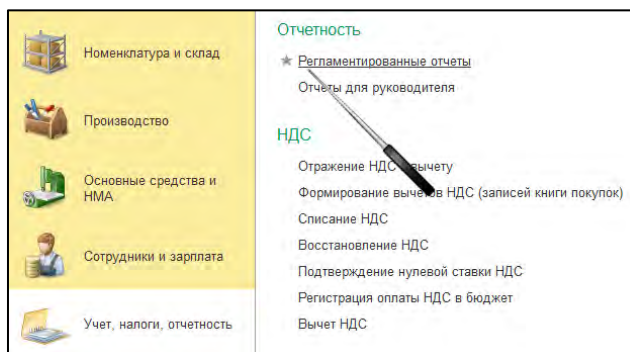 Номенклатура и склад
Производство
Основные средства и
НМА
Сотрудники и зарплата
Учет, налоги, отчетность
Отчетность
Регламентированные отчеты
Отчеты для руководителя
НДС
Отражение НДС к вычету
Формирование вычетов НДС (записей книги покупок)
Списание НДС
Восстановление НДС
Подтверждение нулевой ставки НДС
Регистрация оплаты НДС в бюджет
Вычет НДС